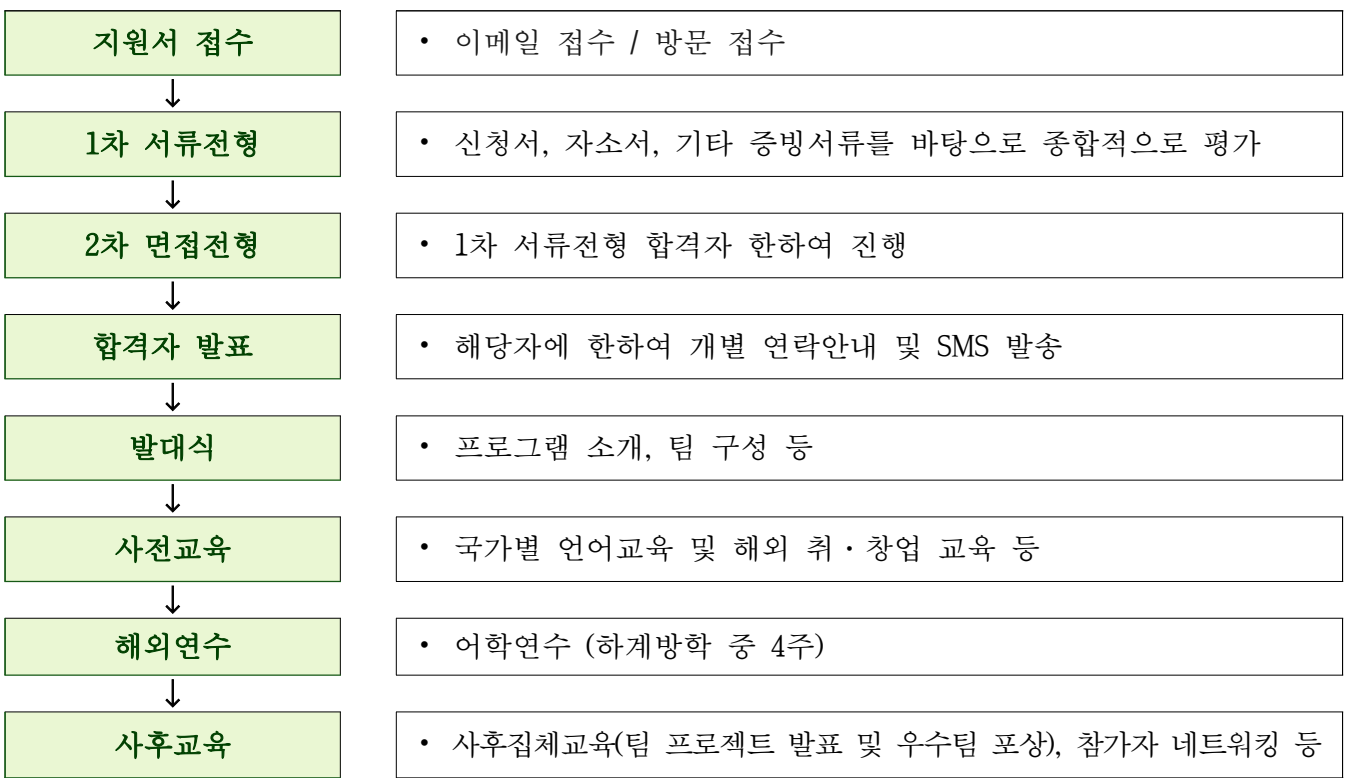 지원서 접수
• 이메일 접수 / 방문 접수
↓
1차 서류전형
• 신청서, 자소서, 기타 증빙서류를 바탕으로 종합적으로 평가
↓
2차 면접전형
• 1차 서류전형 합격자 한하여 진행
↓
합격자 발표
• 해당자에 한하여 개별 연락안내 및 SMS 발송
↓
발대식
• 프로그램 소개, 팀 구성 등
↓
사전교육
• 국가별 언어교육 및 해외 취・창업 교육 등
↓
해외연수
• 어학연수 (하계방학 중 4주)
↓
사후교육
• 사후집체교육(팀 프로젝트 발표 및 우수팀 포상), 참가자 네트워킹 등